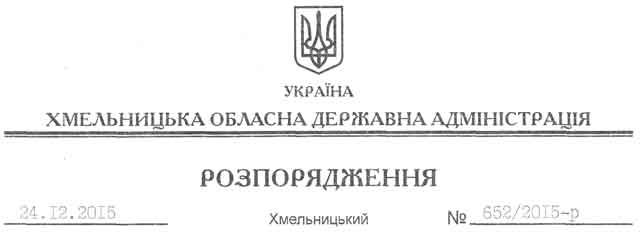 УКРАЇНА
ХМЕЛЬНИЦЬКА ОБЛАСНА ДЕРЖАВНА АДМІНІСТРАЦІЯ
РОЗПОРЯДЖЕННЯ
24.12.2015 Хмельницький № 652/2015-р